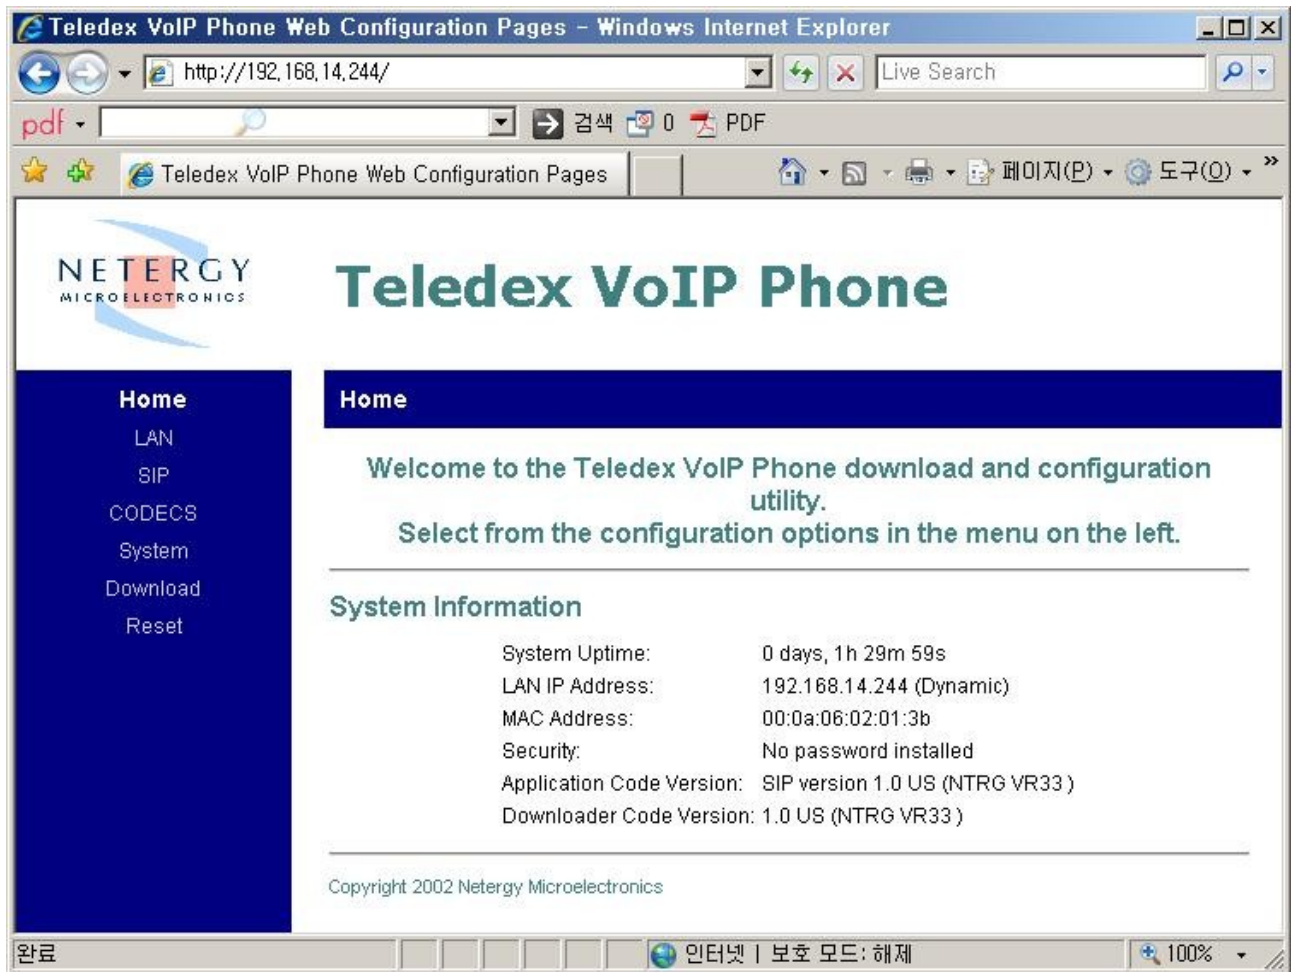 Teledex VoIP Phone Web Configuration Pages - Windows Internet Explorer
http://192.168.14.244/
Live Search
pdf
검색
0
PDF
Teledex VoIP Phone Web Configuration Pages
페이지(P)
도구(O)
»
NETERGY
MICROELECTRONICS
Teledex VoIP Phone
Home
LAN
SIP
CODECS
System
Download
Reset
Home
Welcome to the Teledex VoIP Phone download and configuration
utility.
Select from the configuration options in the menu on the left.
System Information
System Uptime: 0 days, 1h 29m 59s
LAN IP Address: 192.168.14.244 (Dynamic)
MAC Address: 00:0a:06:02:01:3b
Security: No password installed
Application Code Version: SIP version 1.0 US (NTRG VR33 )
Downloader Code Version: 1.0 US (NTRG VR33 )
Copyright 2002 Netergy Microelectronics
완료
인터넷 | 보호 모드: 해제
100%